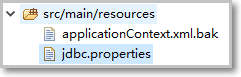 src/main/resources
applicationContext.xml.bak
jdbc.properties